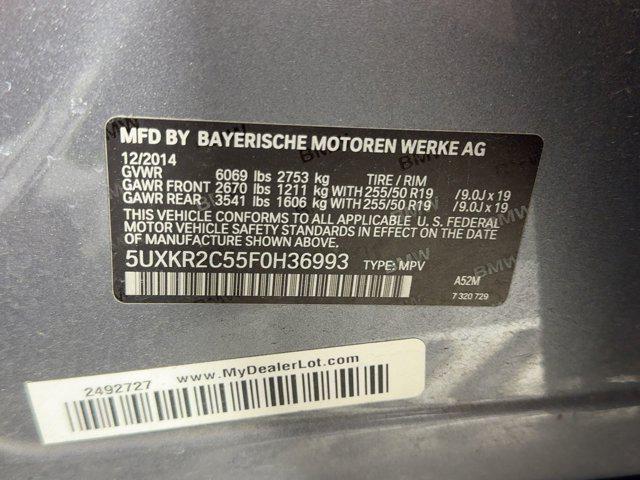 MFD BY BAYERISCHE MOTOREN WERKE AG
12/2014
GVWR 6069 lbs 2753 kg TIRE / RIM
GAWR FRONT 2670 lbs 1211 kg WITH 255/50 R19 /9.0J x 19
GAWR REAR 3541 lbs 1606 kg WITH 255/50 R19 /9.0J x 19
THIS VEHICLE CONFORMS TO ALL APPLICABLE U. S. FEDERAL
MOTOR VEHICLE SAFETY STANDARDS IN EFFECT ON THE
DATE OF MANUFACTURE SHOWN ABOVE.
5UXKR2C55F0H36993 TYPE: MPV
A52M
7 320 729
2492727 www.MyDealerLot.com